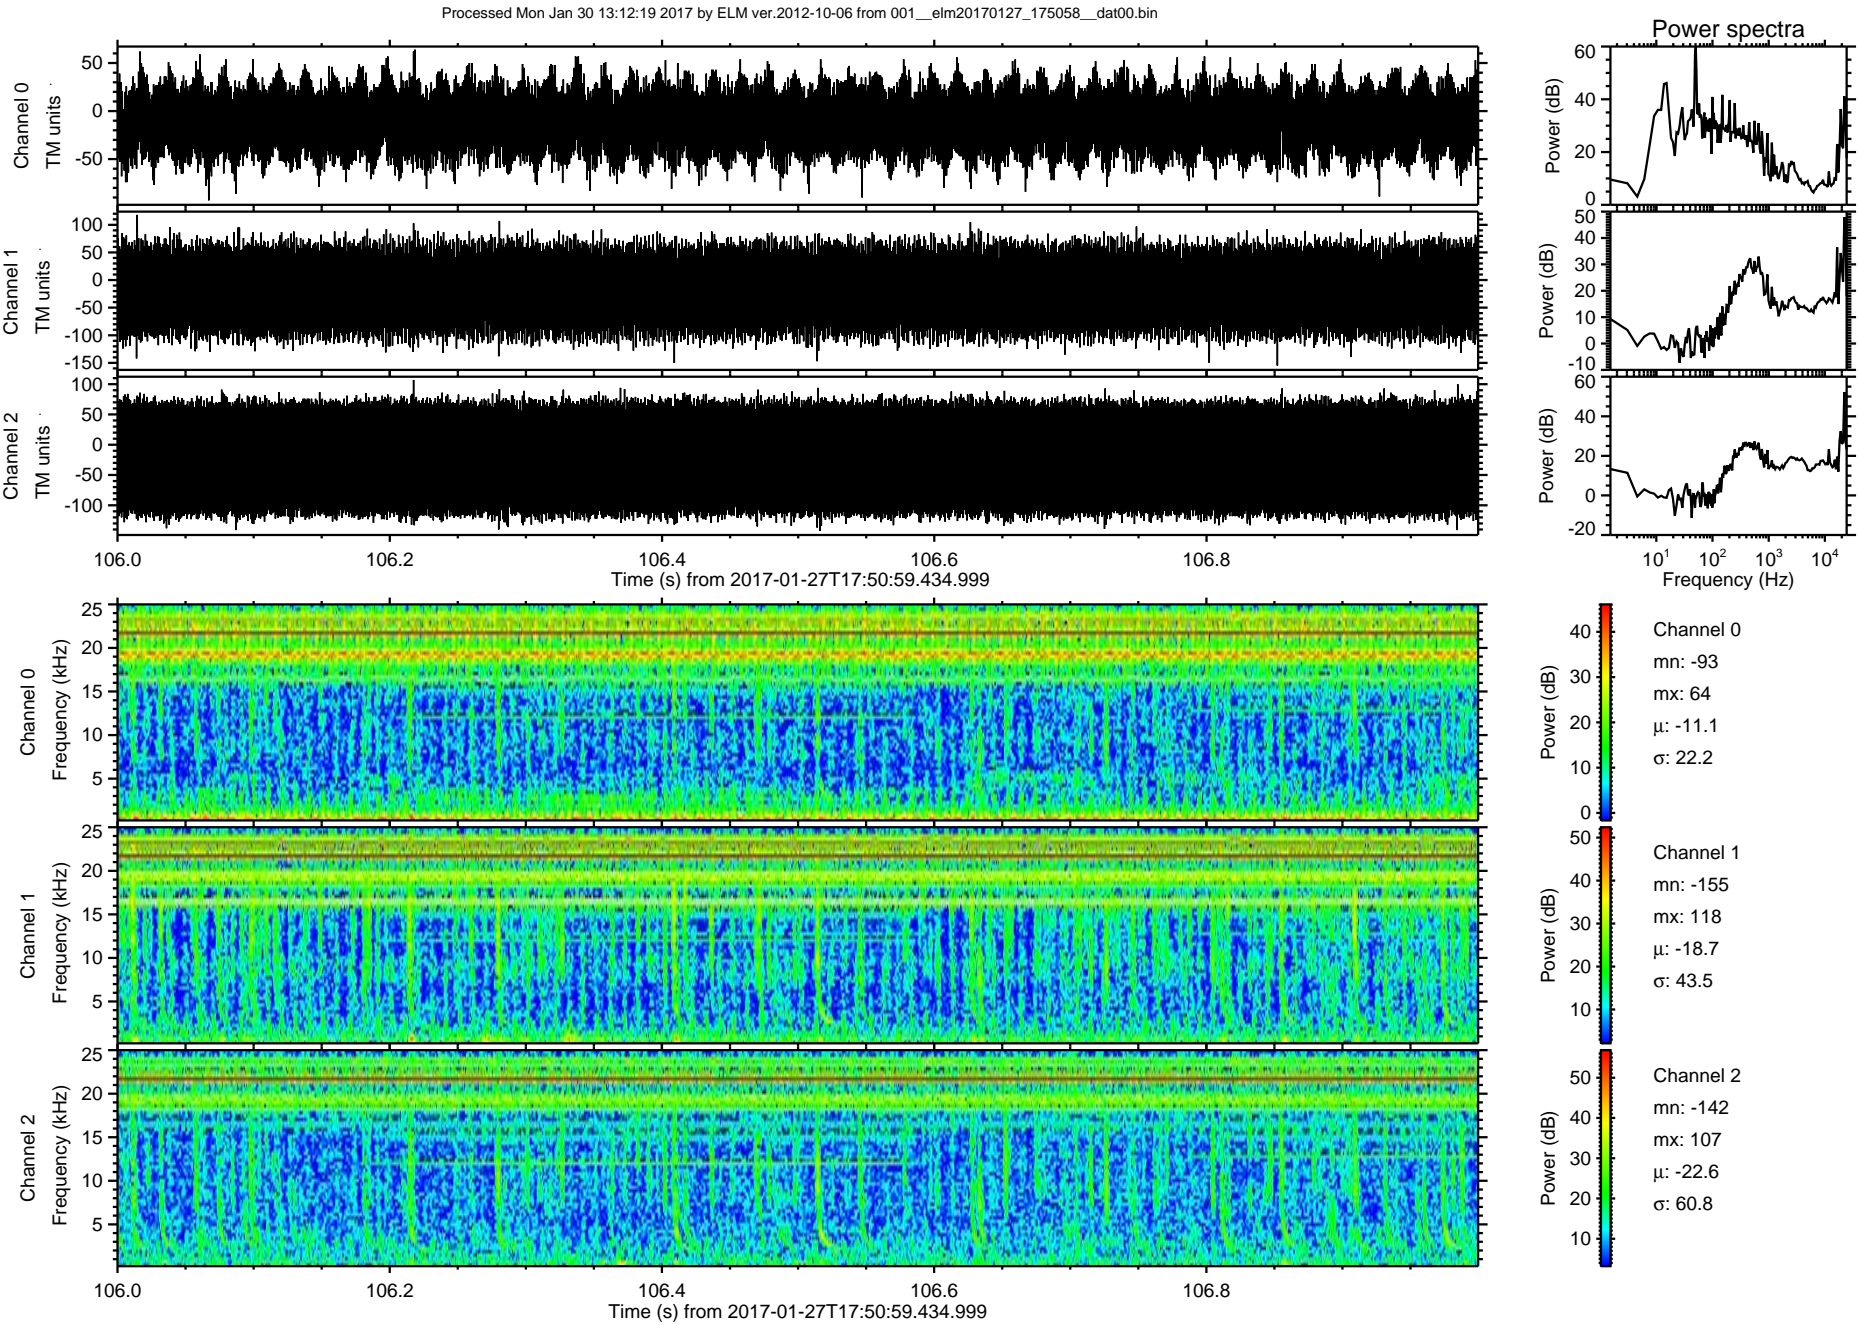 Processed Mon Jan 30 13:12:19 2017 by ELM ver.2012-10-06 from 001__elm20170127_175058__dat00.bin
Power spectra
Channel 0
TM units
50
0
-50
Power (dB)
60
40
20
0
Channel 1
TM units
100
50
0
-50
-100
-150
Power (dB)
50
40
30
20
10
0
-10
Channel 2
TM units
100
50
0
-50
-100
Power (dB)
60
40
20
0
-20
106.0 106.2 106.4 106.6 106.8
Time (s) from 2017-01-27T17:50:59.434.999
10^1 10^2 10^3 10^4
Frequency (Hz)
Channel 0
Frequency (kHz)
25
20
15
10
5
Power (dB)
40
30
20
10
0
Channel 0
mn: -93
mx: 64
μ: -11.1
σ: 22.2
Channel 1
Frequency (kHz)
25
20
15
10
5
Power (dB)
50
40
30
20
10
Channel 1
mn: -155
mx: 118
μ: -18.7
σ: 43.5
Channel 2
Frequency (kHz)
25
20
15
10
5
Power (dB)
50
40
30
20
10
Channel 2
mn: -142
mx: 107
μ: -22.6
σ: 60.8
106.0 106.2 106.4 106.6 106.8
Time (s) from 2017-01-27T17:50:59.434.999